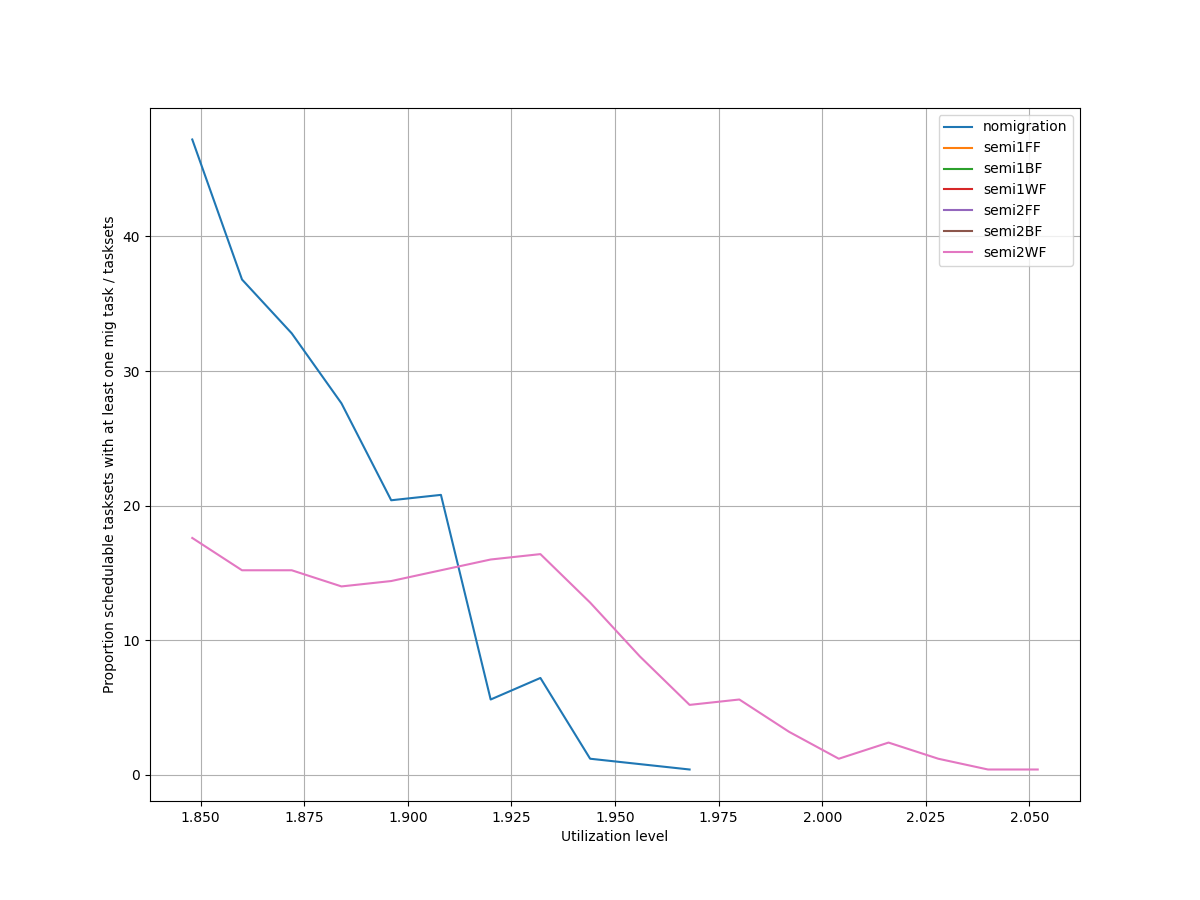 nomigration
semi1FF
semi1BF
semi1WF
semi2FF
semi2BF
semi2WF
Proportion schedulable tasksets with at least one mig task / tasksets
40
30
20
10
0
1.850 1.875 1.900 1.925 1.950 1.975 2.000 2.025 2.050
Utilization level